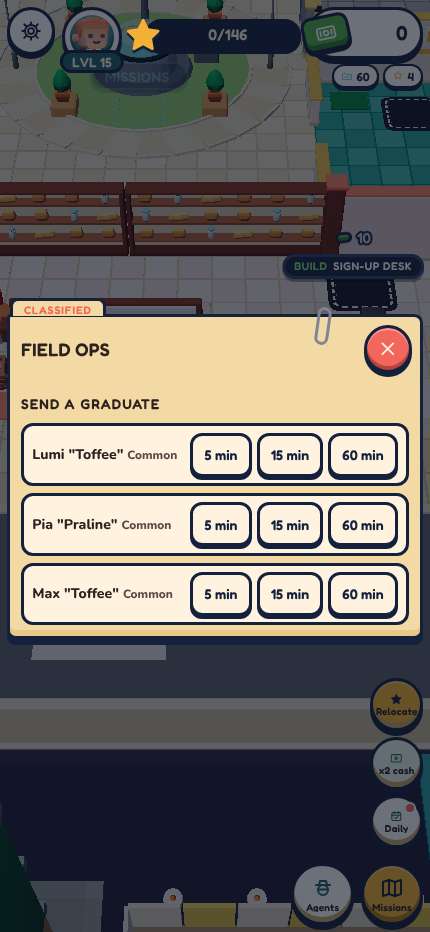 0/146
0
LVL 15
MISSIONS
60
4
10
BUILD SIGN-UP DESK
CLASSIFIED
FIELD OPS
SEND A GRADUATE
Lumi "Toffee" Common 5 min 15 min 60 min
Pia "Praline" Common 5 min 15 min 60 min
Max "Toffee" Common 5 min 15 min 60 min
Relocate
x2 cash
Daily
Agents
Missions